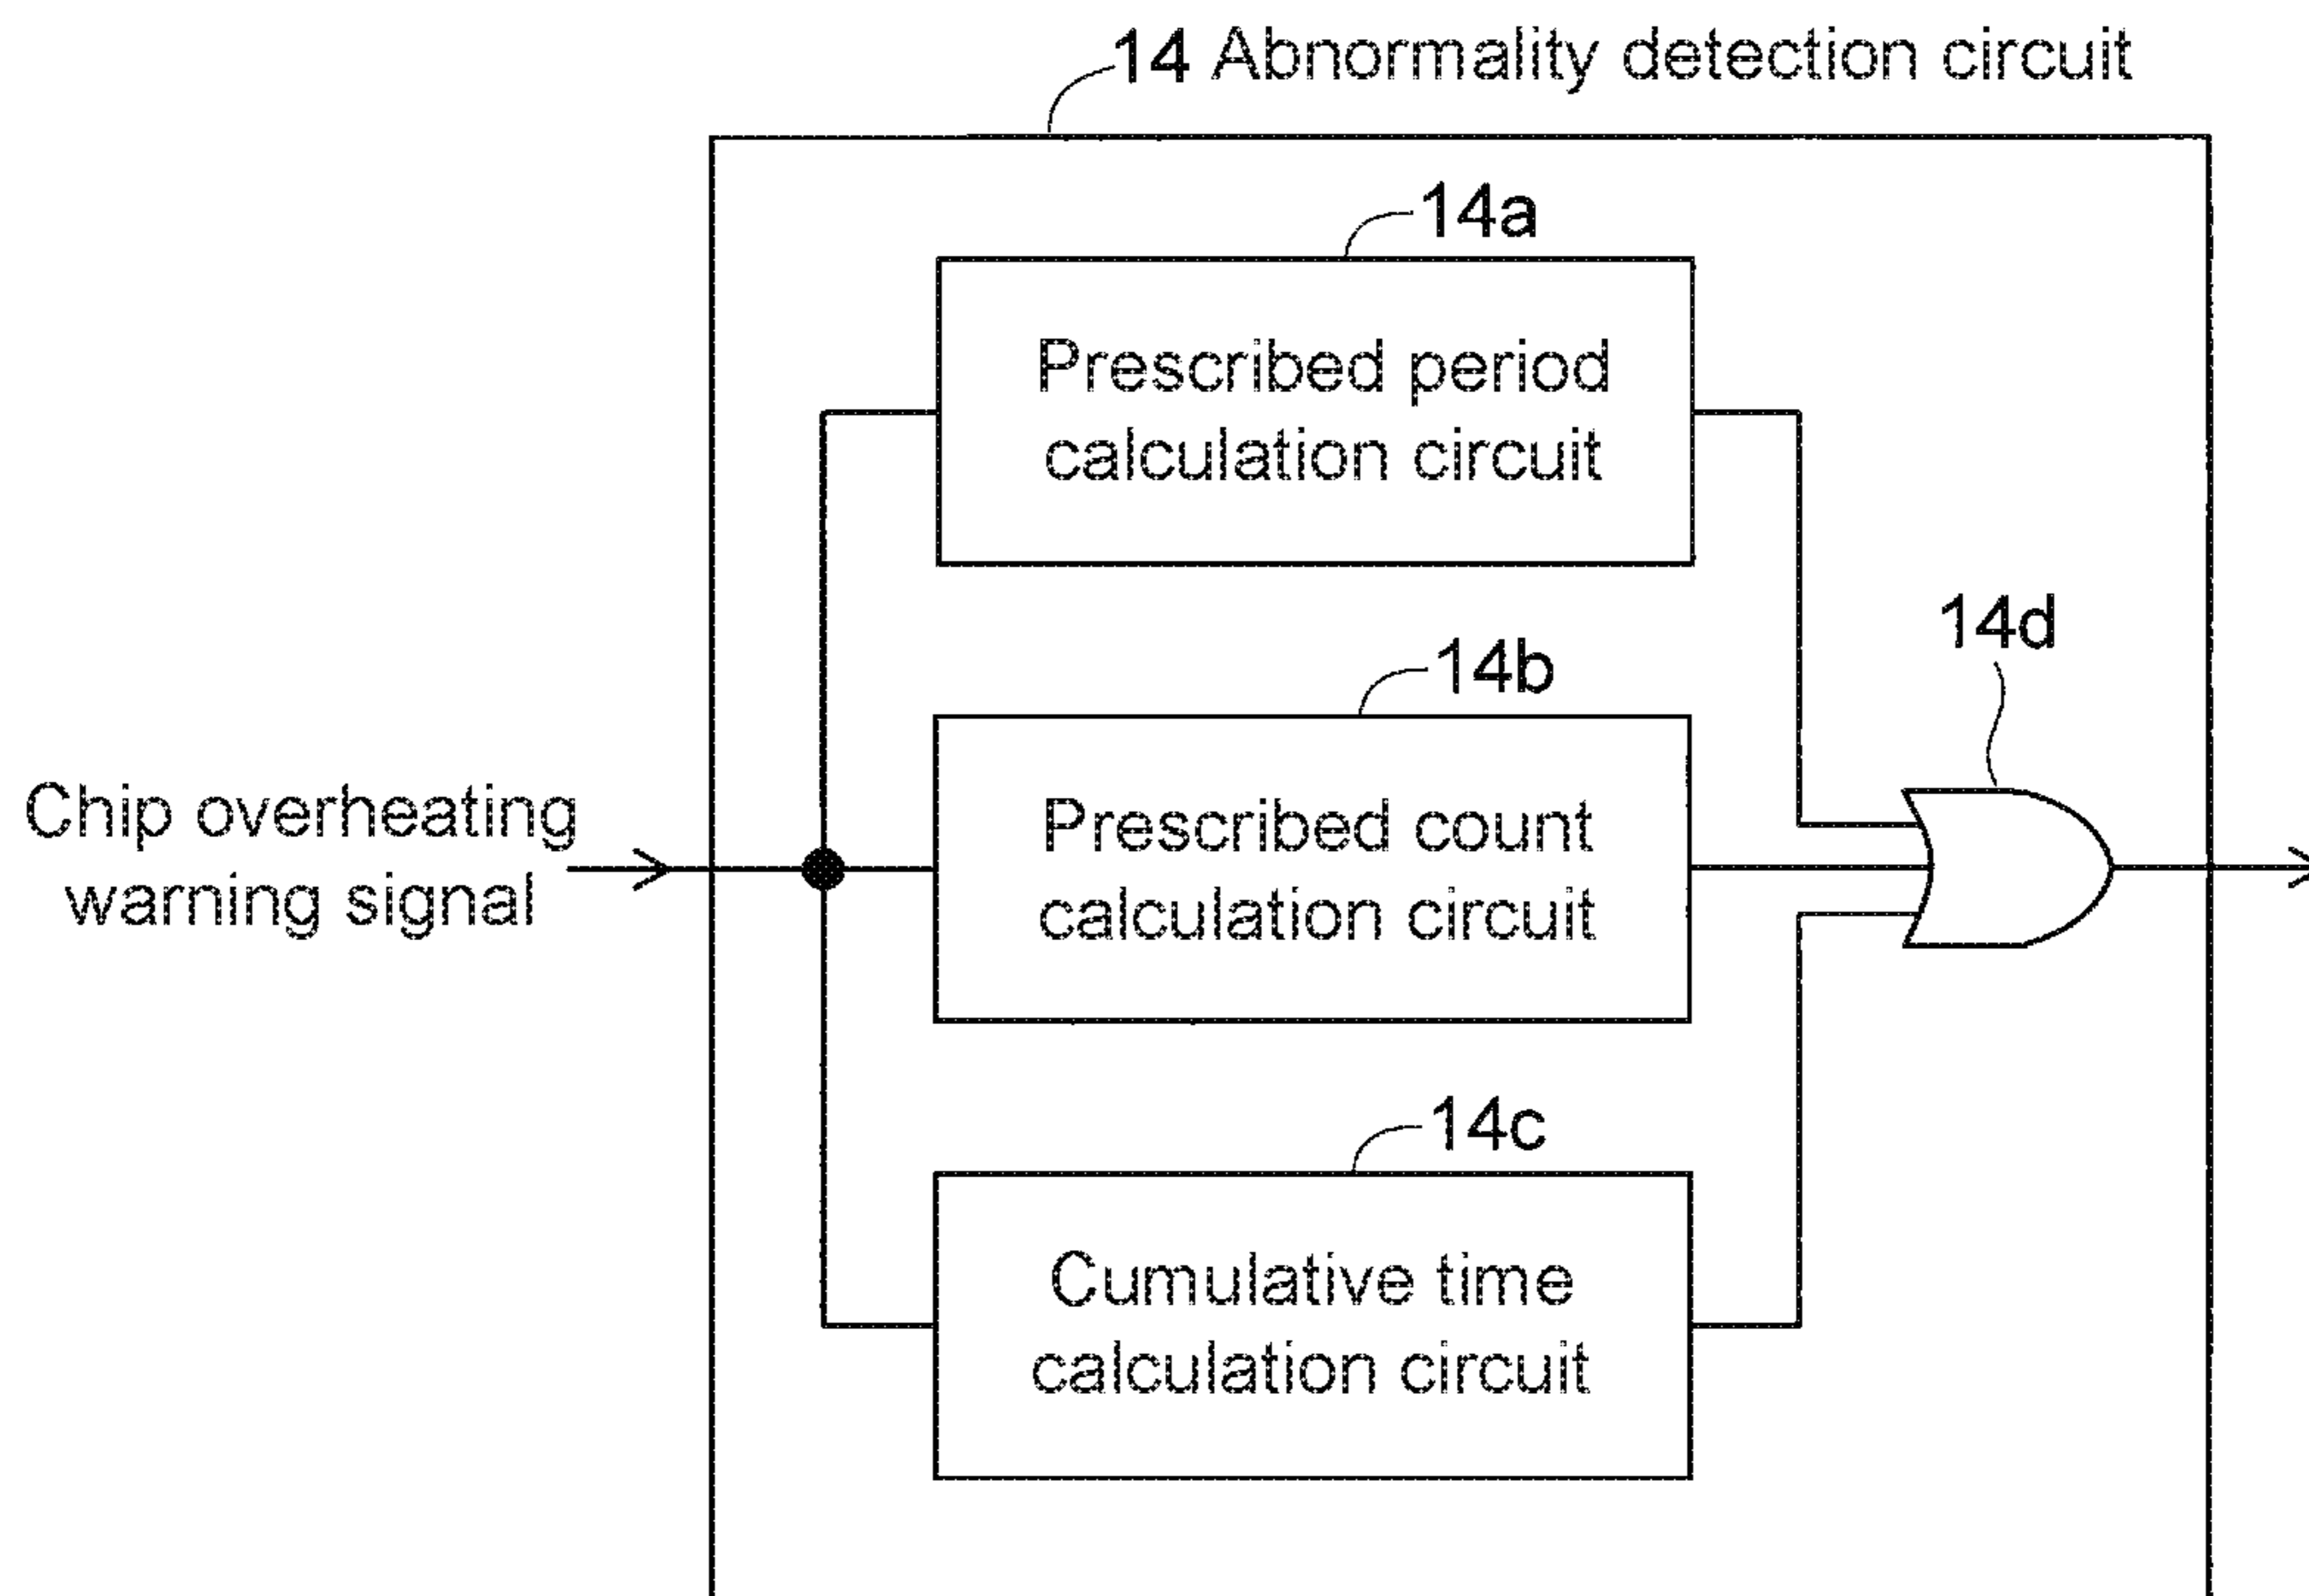 14 Abnormality detection circuit
14a
Prescribed period
calculation circuit
14d
14b
Chip overheating
warning signal
Prescribed count
calculation circuit
14c
Cumulative time
calculation circuit